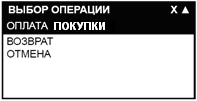 ВЫБОР ОПЕРАЦИИ X ▲
ОПЛАТА ПОКУПКИ
ВОЗВРАТ
ОТМЕНА